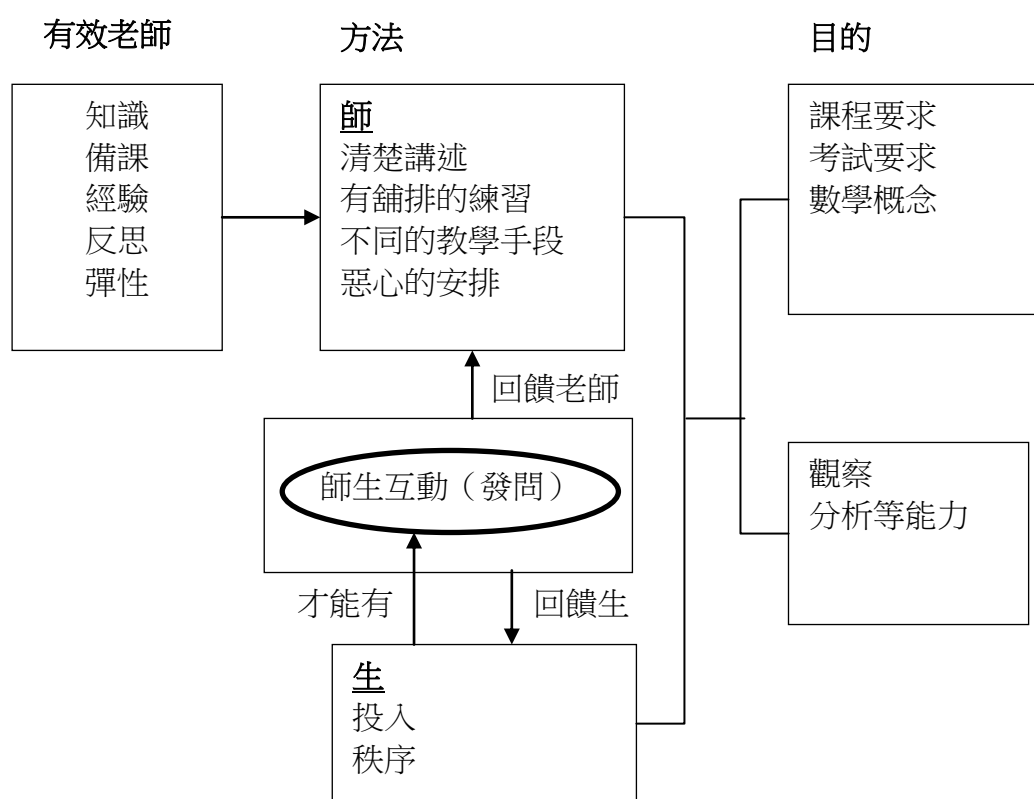 有效老師
方法
目的
知識
備課
經驗
反思
彈性
師
清楚講述
有舖排的練習
不同的教學手段
惡心的安排
課程要求
考試要求
數學概念
回饋老師
師生互動（發問）
觀察
分析等能力
才能有
回饋生
生
投入
秩序